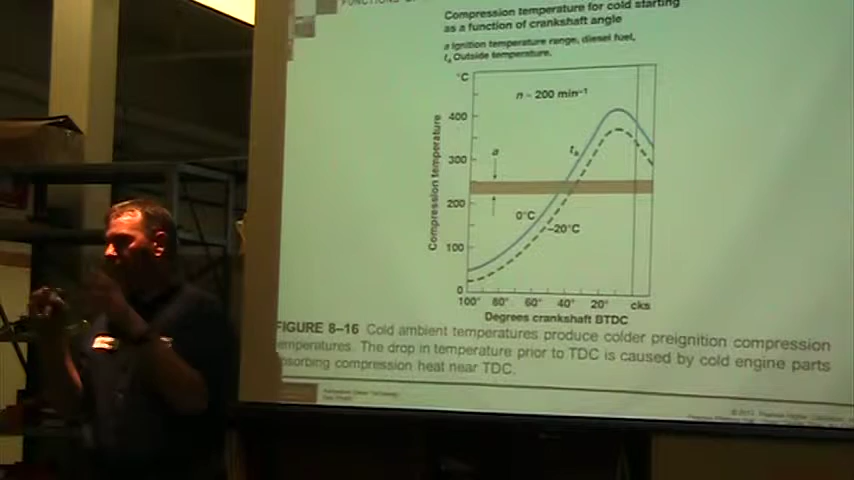 FUNCTIONS
Compression temperature for cold starting
as a function of crankshaft angle
a Ignition temperature range, diesel fuel,
ta Outside temperature.
°C
n – 200 min⁻¹
400
300
200
100
0
Compression temperature
a
ta
0°C
–20°C
100° 80° 60° 40° 20° cks
Degrees crankshaft BTDC
FIGURE 8–16 Cold ambient temperatures produce colder preignition compression
temperatures. The drop in temperature prior to TDC is caused by cold engine parts
absorbing compression heat near TDC.